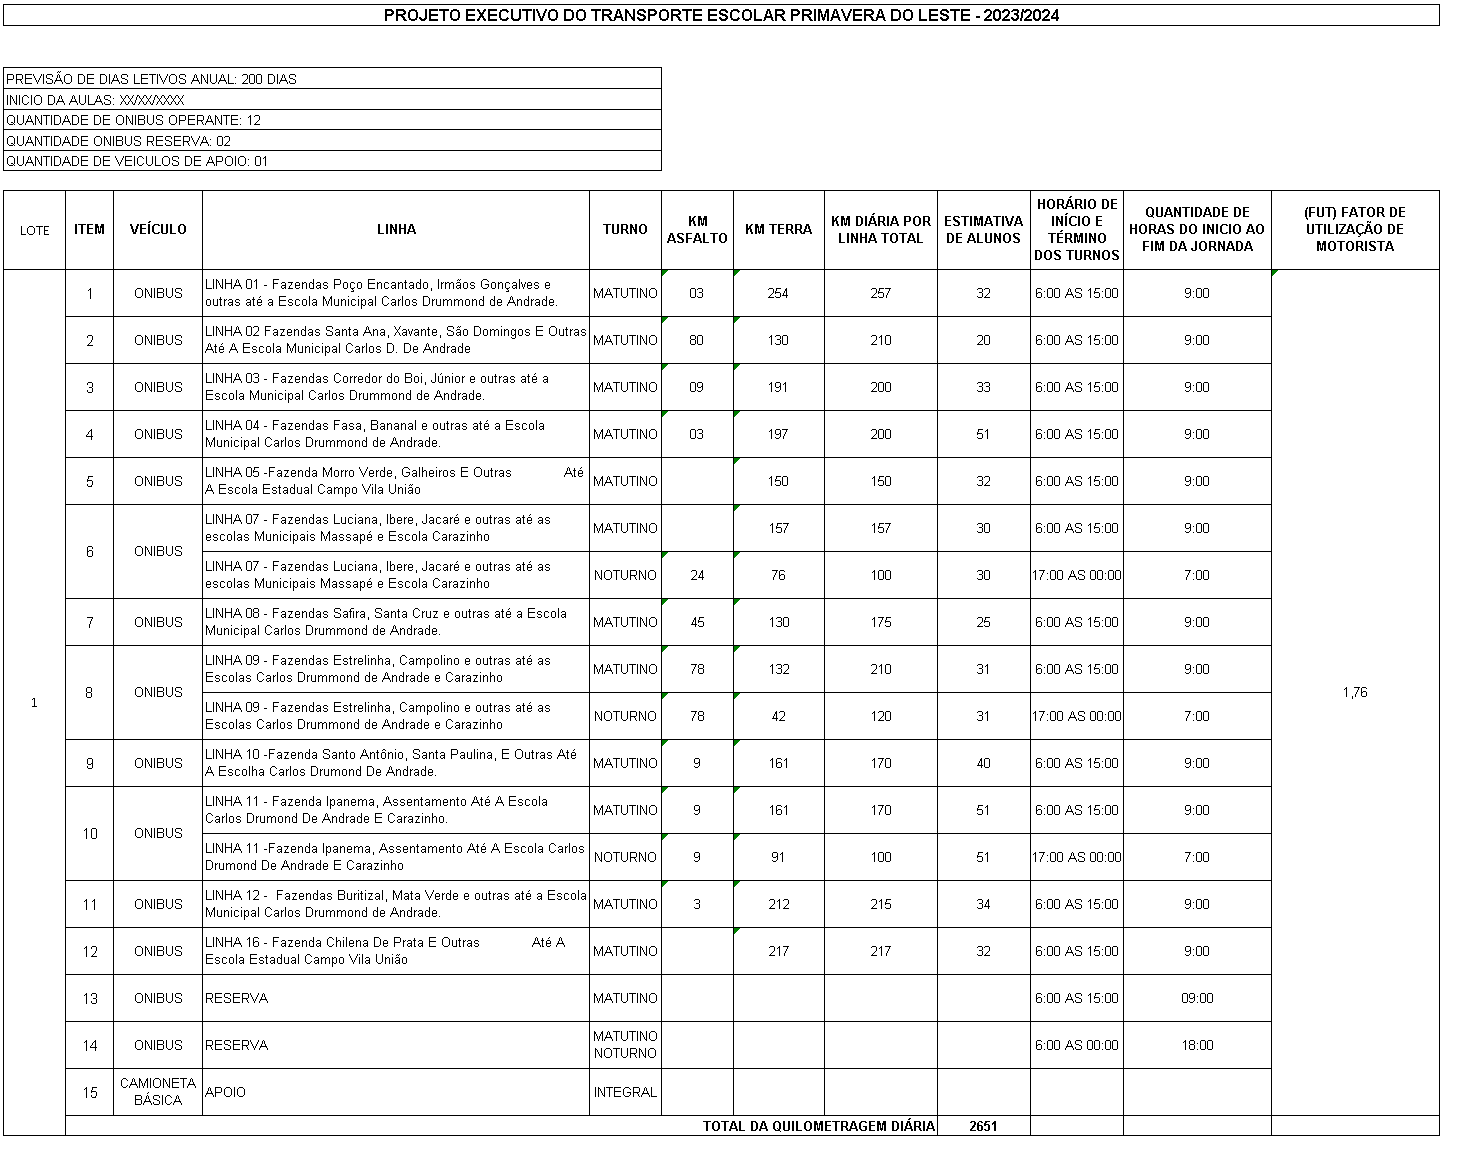 PROJETO EXECUTIVO DO TRANSPORTE ESCOLAR PRIMAVERA DO LESTE - 2023/2024
PREVISÃO DE DIAS LETIVOS ANUAL: 200 DIAS
INICIO DA AULAS: XX/XX/XXXX
QUANTIDADE DE ONIBUS OPERANTE: 12
QUANTIDADE ONIBUS RESERVA: 02
QUANTIDADE DE VEICULOS DE APOIO: 01
LOTE ITEM VEÍCULO LINHA TURNO KM ASFALTO KM TERRA KM DIÁRIA POR LINHA TOTAL ESTIMATIVA DE ALUNOS HORÁRIO DE INÍCIO E TÉRMINO DOS TURNOS QUANTIDADE DE HORAS DO INICIO AO FIM DA JORNADA (FUT) FATOR DE UTILIZAÇÃO DE MOTORISTA
1
1,76
LINHA 01 - Fazendas Poço Encantado, Irmãos Gonçalves e
1 ONIBUS outras até a Escola Municipal Carlos Drummond de Andrade. MATUTINO 03 254 257 32 6:00 AS 15:00 9:00
LINHA 02 Fazendas Santa Ana, Xavante, São Domingos E Outras
2 ONIBUS Até A Escola Municipal Carlos D. De Andrade MATUTINO 80 130 210 20 6:00 AS 15:00 9:00
LINHA 03 - Fazendas Corredor do Boi, Júnior e outras até a
3 ONIBUS Escola Municipal Carlos Drummond de Andrade. MATUTINO 09 191 200 33 6:00 AS 15:00 9:00
LINHA 04 - Fazendas Fasa, Bananal e outras até a Escola
4 ONIBUS Municipal Carlos Drummond de Andrade. MATUTINO 03 197 200 51 6:00 AS 15:00 9:00
LINHA 05 -Fazenda Morro Verde, Galheiros E Outras Até
5 ONIBUS A Escola Estadual Campo Vila União MATUTINO 150 150 32 6:00 AS 15:00 9:00
LINHA 07 - Fazendas Luciana, Ibere, Jacaré e outras até as
6 ONIBUS escolas Municipais Massapé e Escola Carazinho MATUTINO 157 157 30 6:00 AS 15:00 9:00
LINHA 07 - Fazendas Luciana, Ibere, Jacaré e outras até as
escolas Municipais Massapé e Escola Carazinho NOTURNO 24 76 100 30 17:00 AS 00:00 7:00
LINHA 08 - Fazendas Safira, Santa Cruz e outras até a Escola
7 ONIBUS Municipal Carlos Drummond de Andrade. MATUTINO 45 130 175 25 6:00 AS 15:00 9:00
LINHA 09 - Fazendas Estrelinha, Campolino e outras até as
8 ONIBUS Escolas Carlos Drummond de Andrade e Carazinho MATUTINO 78 132 210 31 6:00 AS 15:00 9:00
LINHA 09 - Fazendas Estrelinha, Campolino e outras até as
Escolas Carlos Drummond de Andrade e Carazinho NOTURNO 78 42 120 31 17:00 AS 00:00 7:00
LINHA 10 -Fazenda Santo Antônio, Santa Paulina, E Outras Até
9 ONIBUS A Escolha Carlos Drumond De Andrade. MATUTINO 9 161 170 40 6:00 AS 15:00 9:00
LINHA 11 - Fazenda Ipanema, Assentamento Até A Escola
10 ONIBUS Carlos Drumond De Andrade E Carazinho. MATUTINO 9 161 170 51 6:00 AS 15:00 9:00
LINHA 11 -Fazenda Ipanema, Assentamento Até A Escola Carlos
Drumond De Andrade E Carazinho NOTURNO 9 91 100 51 17:00 AS 00:00 7:00
LINHA 12 - Fazendas Buritizal, Mata Verde e outras até a Escola
11 ONIBUS Municipal Carlos Drummond de Andrade. MATUTINO 3 212 215 34 6:00 AS 15:00 9:00
LINHA 16 - Fazenda Chilena De Prata E Outras Até A
12 ONIBUS Escola Estadual Campo Vila União MATUTINO 217 217 32 6:00 AS 15:00 9:00
13 ONIBUS RESERVA MATUTINO 6:00 AS 15:00 09:00
14 ONIBUS RESERVA MATUTINO NOTURNO 6:00 AS 00:00 18:00
15 CAMIONETA BÁSICA APOIO INTEGRAL
TOTAL DA QUILOMETRAGEM DIÁRIA 2651